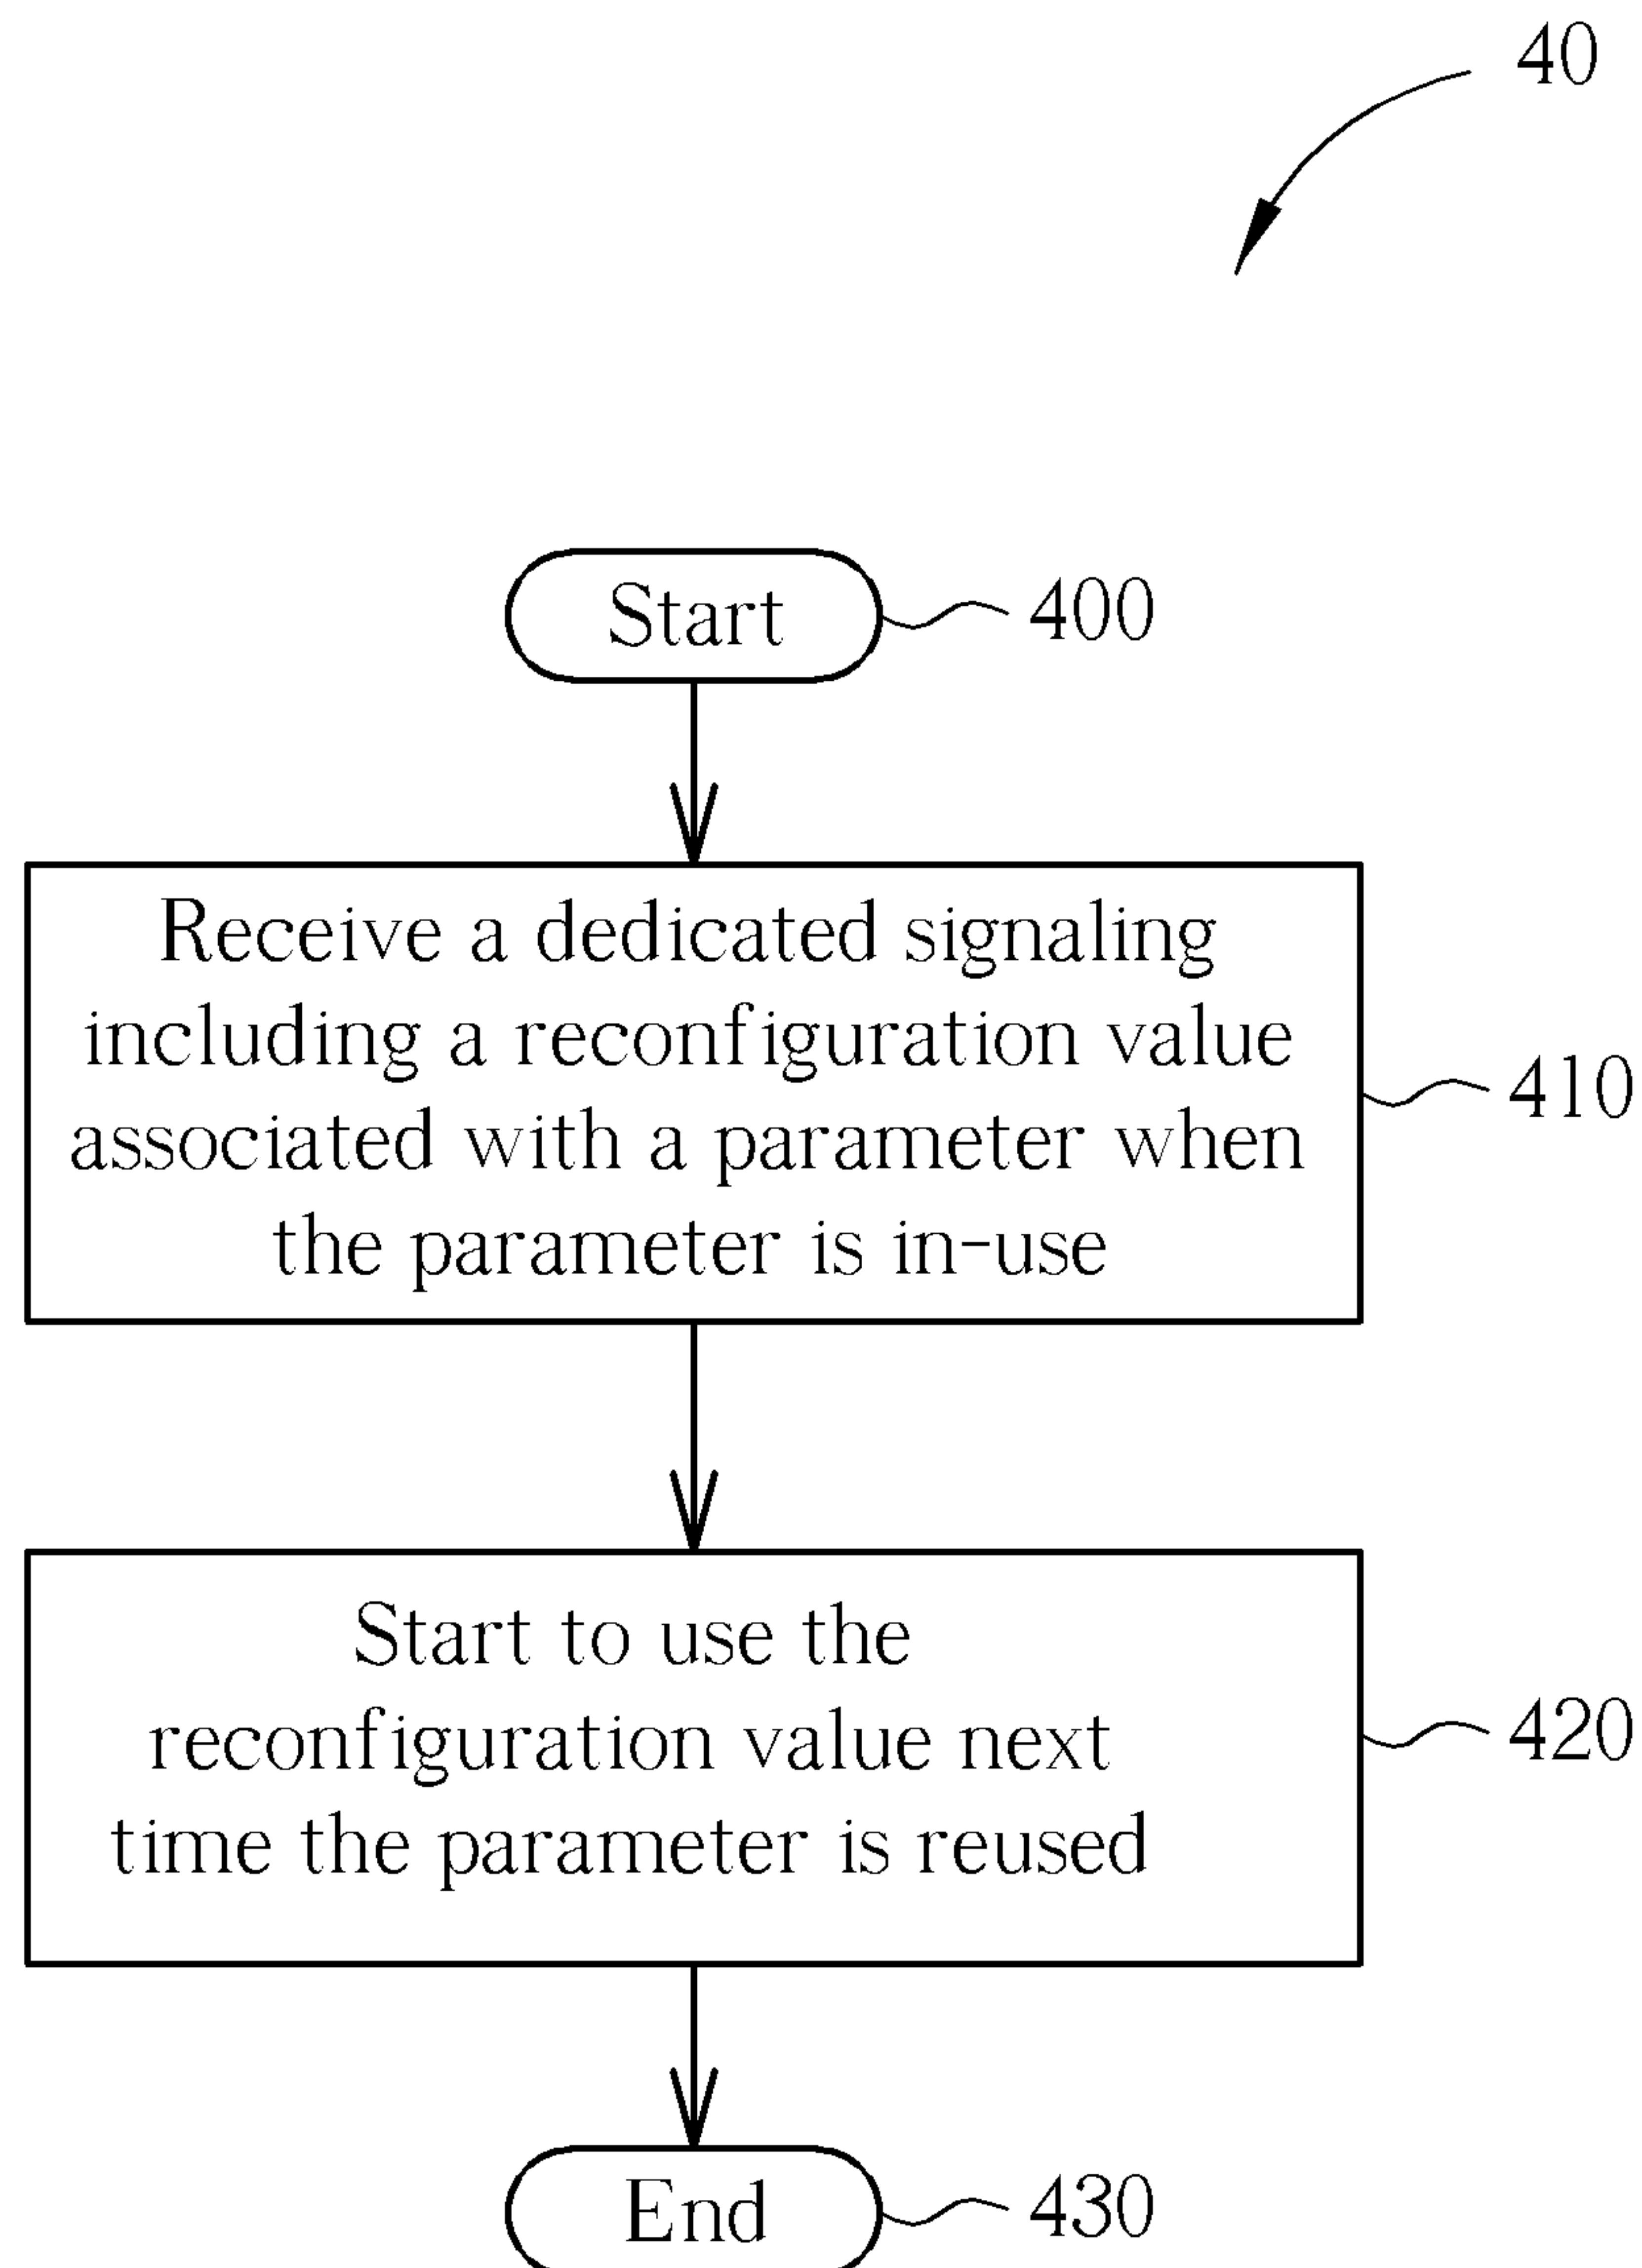 40
Start
400
Receive a dedicated signaling
including a reconfiguration value
associated with a parameter when
the parameter is in-use
410
Start to use the
reconfiguration value next
time the parameter is reused
420
End
430